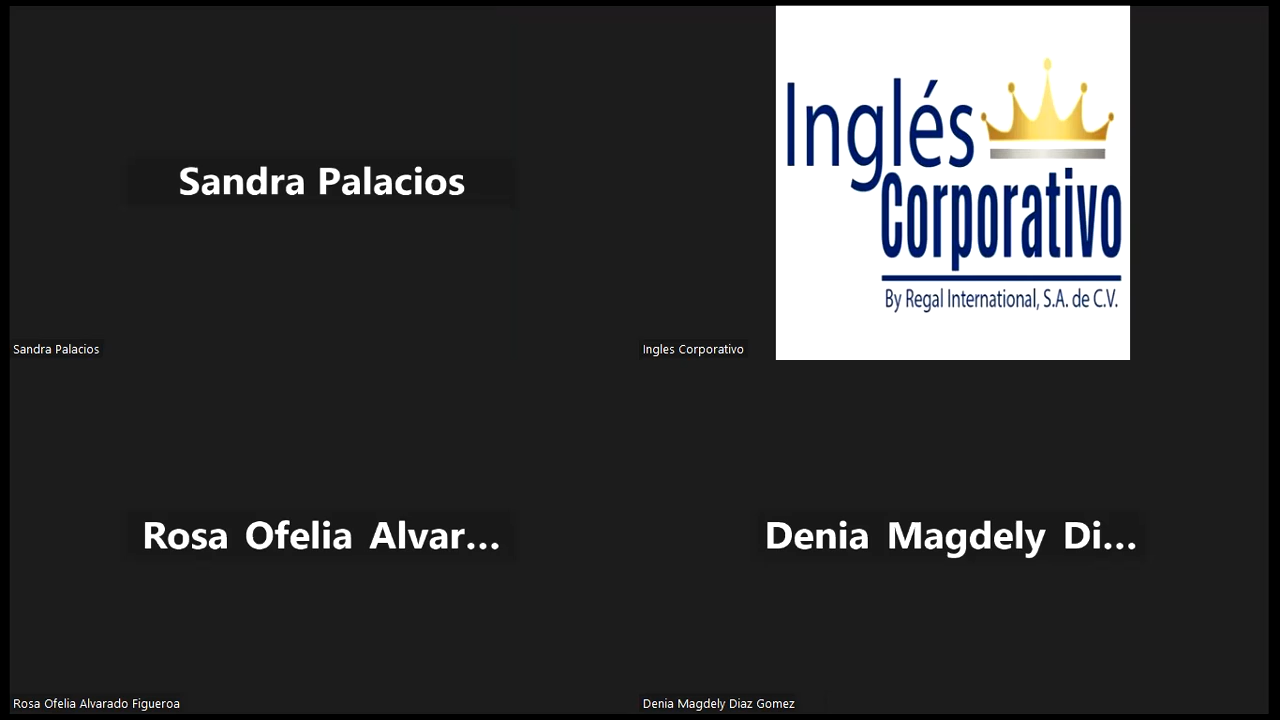 Sandra Palacios
Sandra Palacios
Inglés
Corporativo
By Regal International, S.A. de C.V.
Ingles Corporativo
Rosa Ofelia Alvar...
Rosa Ofelia Alvarado Figueroa
Denia Magdely Di...
Denia Magdely Diaz Gomez